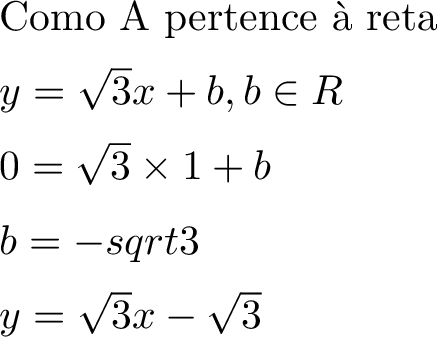 Como A pertence à reta
y = √3x + b, b ∈ R
0 = √3 × 1 + b
b = −sqrt3
y = √3x − √3